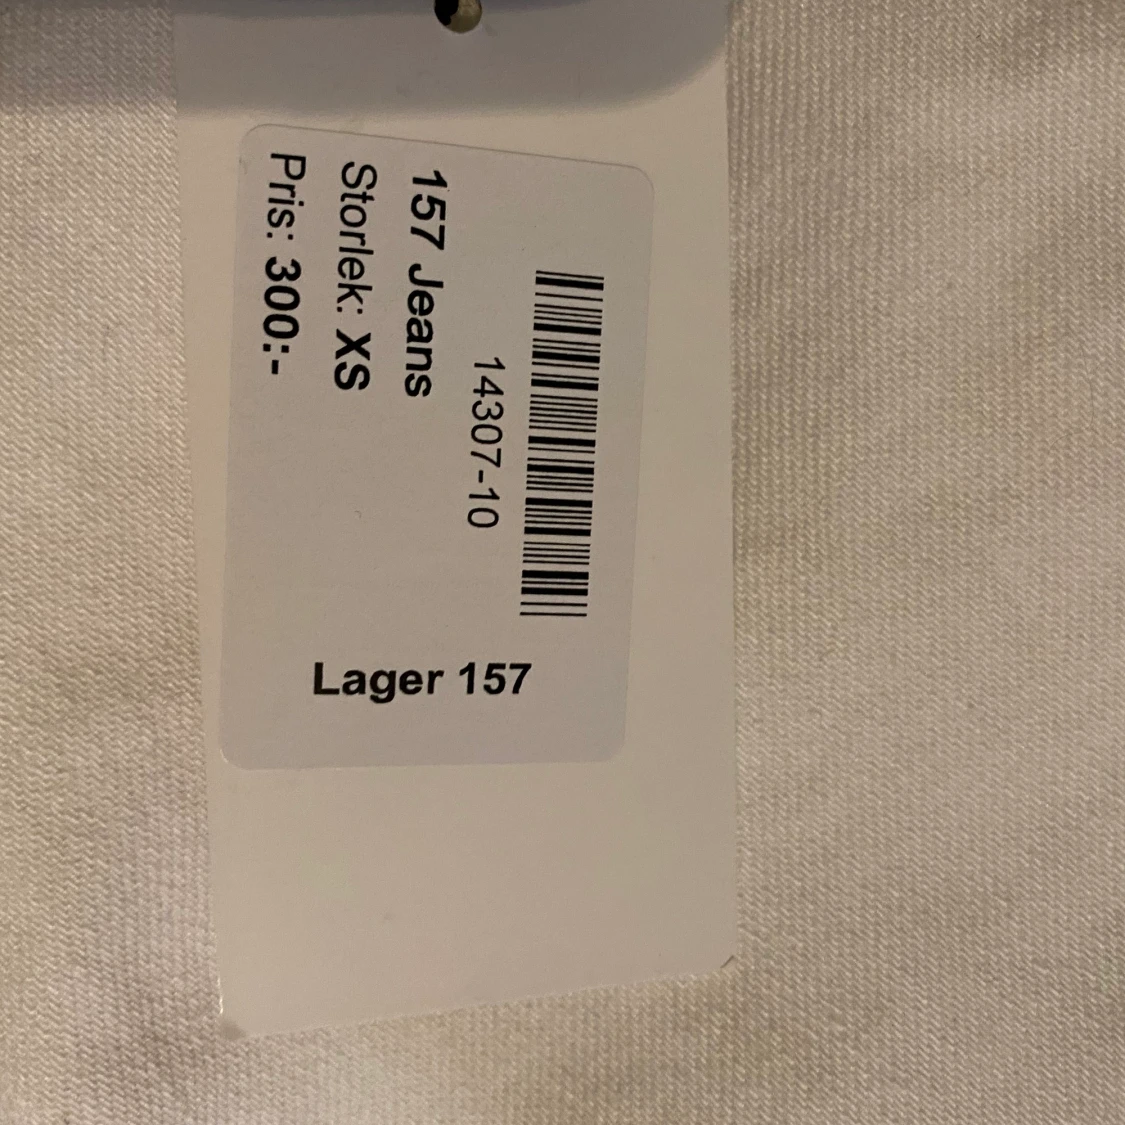 14307-10
157 Jeans
Storlek: XS
Pris: 300:-
Lager 157